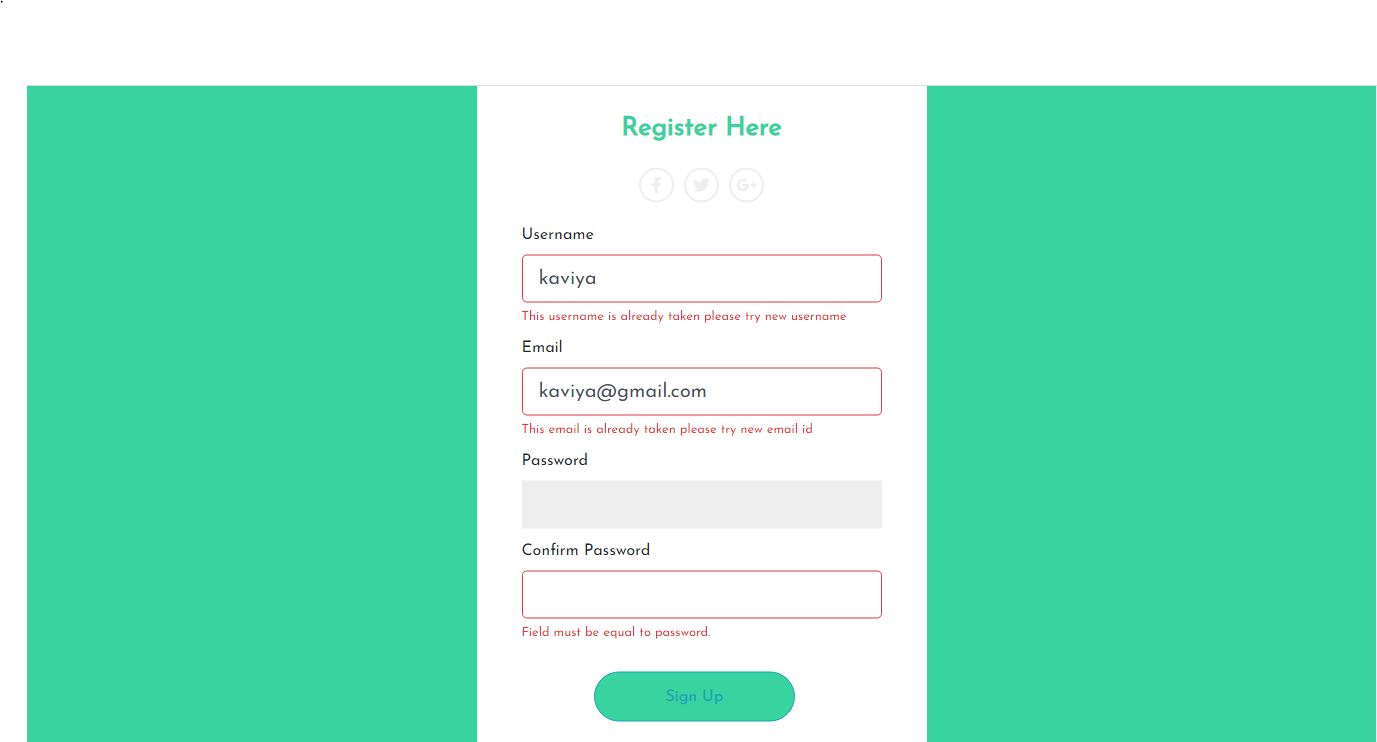 Register Here
Username
kaviya
This username is already taken please try new username
Email
kaviya@gmail.com
This email is already taken please try new email id
Password
Confirm Password
Field must be equal to password.
Sign Up